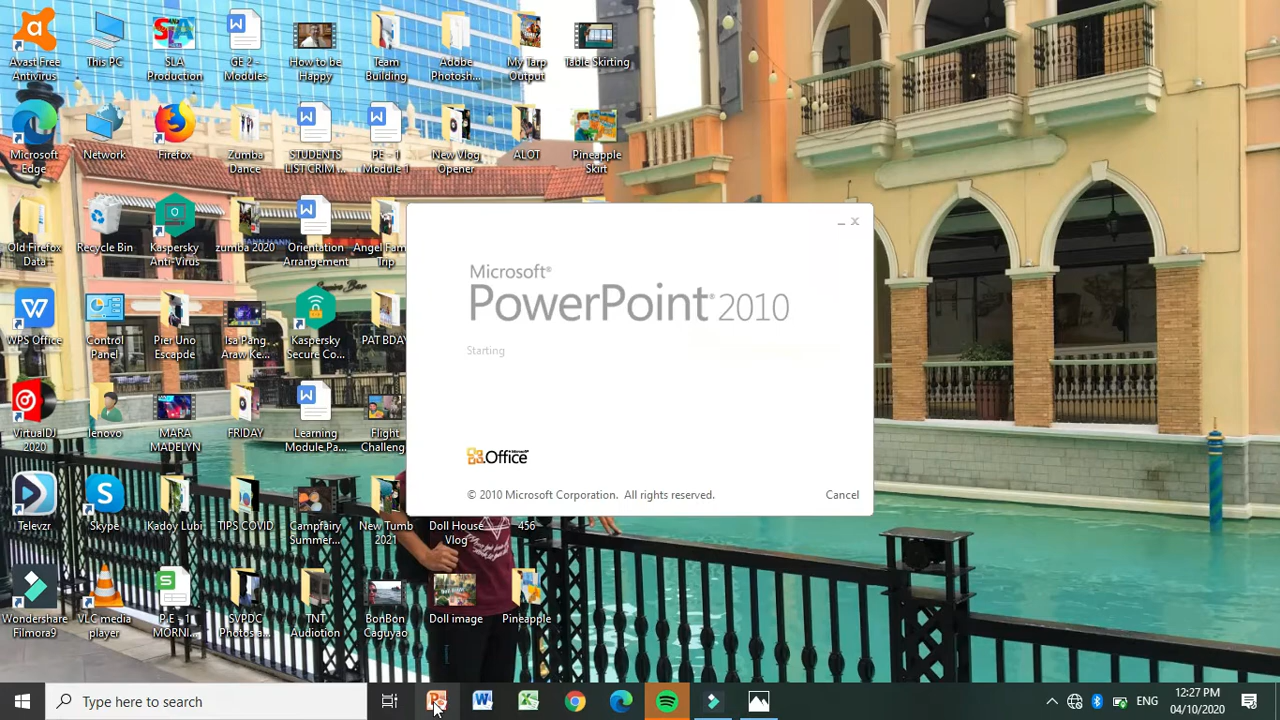 Avast Free
Antivirus
This PC
SLA
Production
GE 2 -
Modules
How to be
Happy
Team
Building
Adobe
Photosh...
My Tarp
Output
Table Skirting
Microsoft
Edge
Network
Firefox
Zumba
Dance
STUDENTS
LIST CRIM ...
PE - 1
Module 1
New Vlog
Opener
ALOT
Pineapple
Skirt
Old Firefox
Data
Recycle Bin
Kaspersky
Anti-Virus
zumba 2020
Orientation
Arrangement
Angel Fam
Trip
WPS Office
Control
Panel
Pier Uno
Escapde
Isa Pang
Araw Ke...
Kaspersky
Secure Co...
PAT BDAY
VirtualDJ
2020
lenovo
MARA
MADELYN
FRIDAY
Learning
Module Pa...
Flight
Challeng
Televzr
Skype
Kadoy Lubi
TIPS COVID
Campfairy
Summer...
New Tumb
2021
Doll House
Vlog
456
Wondershare
Filmora9
VLC media
player
P.E - 1
MORNI...
SVPDC
Photos a...
TNT
Audiotion
BonBon
Caguyao
Doll image
Pineapple
Microsoft®
PowerPoint® 2010
Starting
Office
© 2010 Microsoft Corporation. All rights reserved.
Cancel
Type here to search
ENG
12:27 PM
04/10/2020